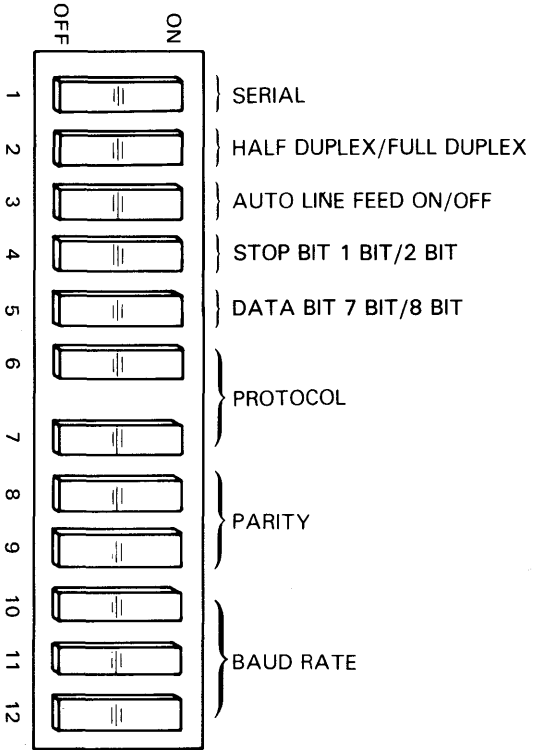 OFF ON
1 SERIAL
2 HALF DUPLEX/FULL DUPLEX
3 AUTO LINE FEED ON/OFF
4 STOP BIT 1 BIT/2 BIT
5 DATA BIT 7 BIT/8 BIT
6
PROTOCOL
7
8
PARITY
9
10
11 BAUD RATE
12